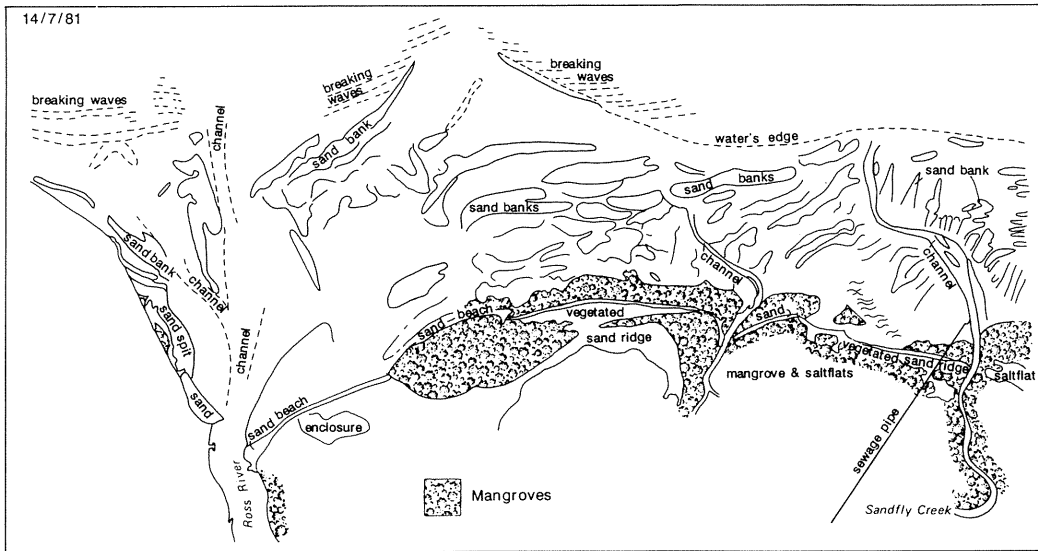 14/7/81
breaking waves
channel
breaking
waves
breaking
waves
sand bank
water's edge
sand banks
sand banks
sand bank
sand bank
channel
channel
channel
channel
sand spit
sand
sand beach
vegetated
sand ridge
sand
vegetated sand ridge
mangrove & saltflats
saltflat
sand beach
enclosure
sewage pipe
Ross River
Mangroves
Sandfly Creek